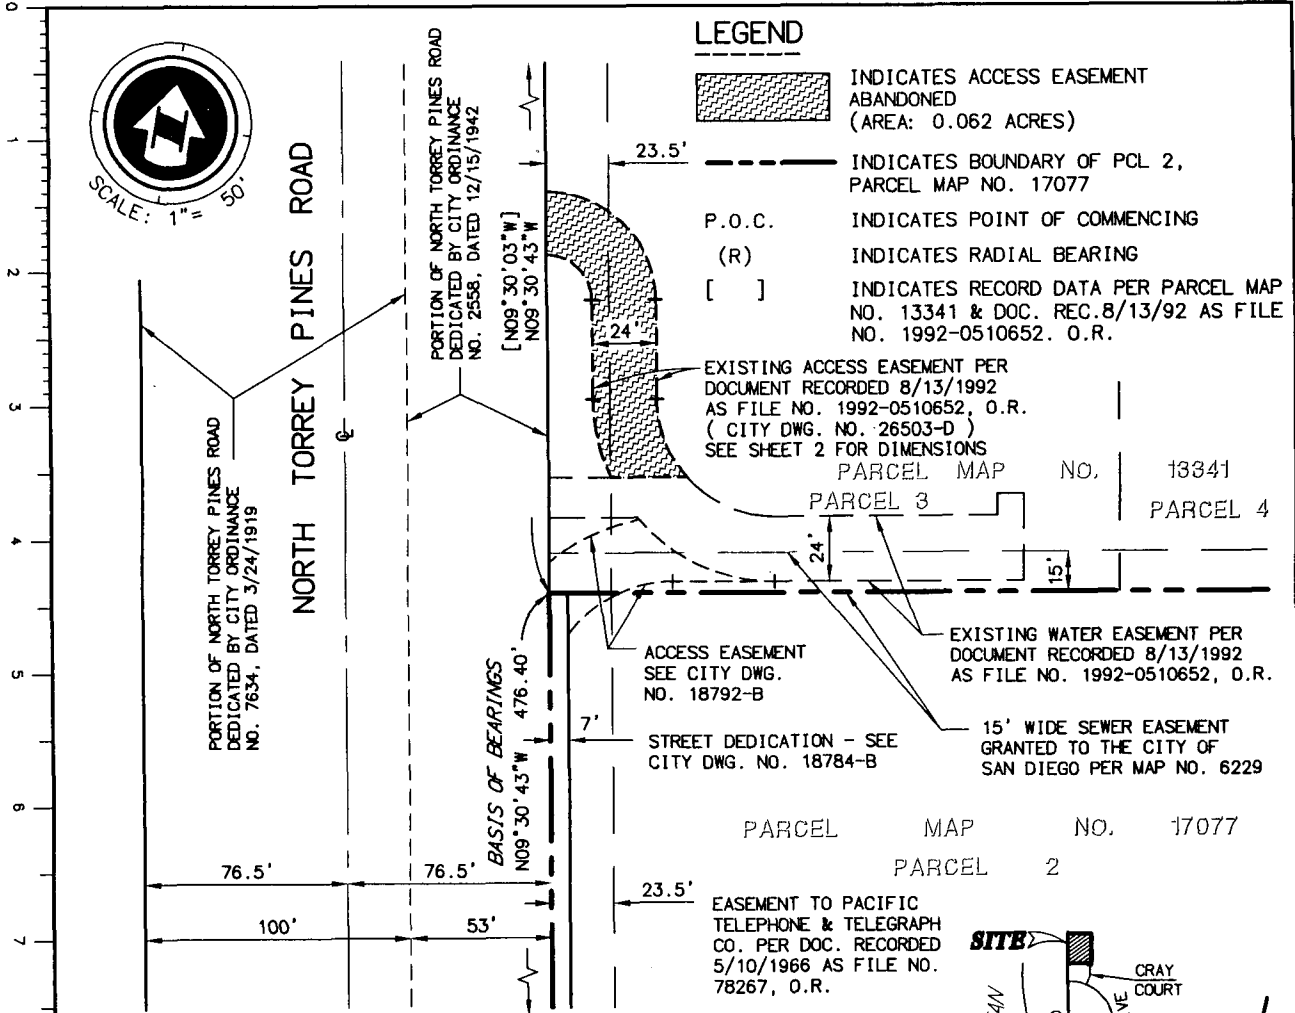 0
1
2
3
4
5
6
7
SCALE: 1"= 50'
NORTH TORREY PINES ROAD
PORTION OF NORTH TORREY PINES ROAD
DEDICATED BY CITY ORDINANCE
NO. 2558, DATED 12/15/1942
[N09°30'03"W]
N09°30'43"W
LEGEND
INDICATES ACCESS EASEMENT
ABANDONED
(AREA: 0.062 ACRES)
23.5'
INDICATES BOUNDARY OF PCL 2,
PARCEL MAP NO. 17077
P.O.C. INDICATES POINT OF COMMENCING
(R) INDICATES RADIAL BEARING
[ ] INDICATES RECORD DATA PER PARCEL MAP
NO. 13341 & DOC. REC.8/13/92 AS FILE
NO. 1992-0510652. O.R.
24'
EXISTING ACCESS EASEMENT PER
DOCUMENT RECORDED 8/13/1992
AS FILE NO. 1992-0510652, O.R.
( CITY DWG. NO. 26503-D )
SEE SHEET 2 FOR DIMENSIONS
PARCEL MAP NO. 13341
PARCEL 3
PARCEL 4
24'
15'
PORTION OF NORTH TORREY PINES ROAD
DEDICATED BY CITY ORDINANCE
NO. 7634, DATED 3/24/1919
EXISTING WATER EASEMENT PER
DOCUMENT RECORDED 8/13/1992
AS FILE NO. 1992-0510652, O.R.
ACCESS EASEMENT
SEE CITY DWG.
NO. 18792-B
BASIS OF BEARINGS
N09°30'43"W 476.40'
7'
STREET DEDICATION - SEE
CITY DWG. NO. 18784-B
15' WIDE SEWER EASEMENT
GRANTED TO THE CITY OF
SAN DIEGO PER MAP NO. 6229
PARCEL MAP NO. 17077
PARCEL 2
76.5'
76.5'
100'
53'
23.5'
EASEMENT TO PACIFIC
TELEPHONE & TELEGRAPH
CO. PER DOC. RECORDED
5/10/1966 AS FILE NO.
78267, O.R.
SITE
CRAY
COURT